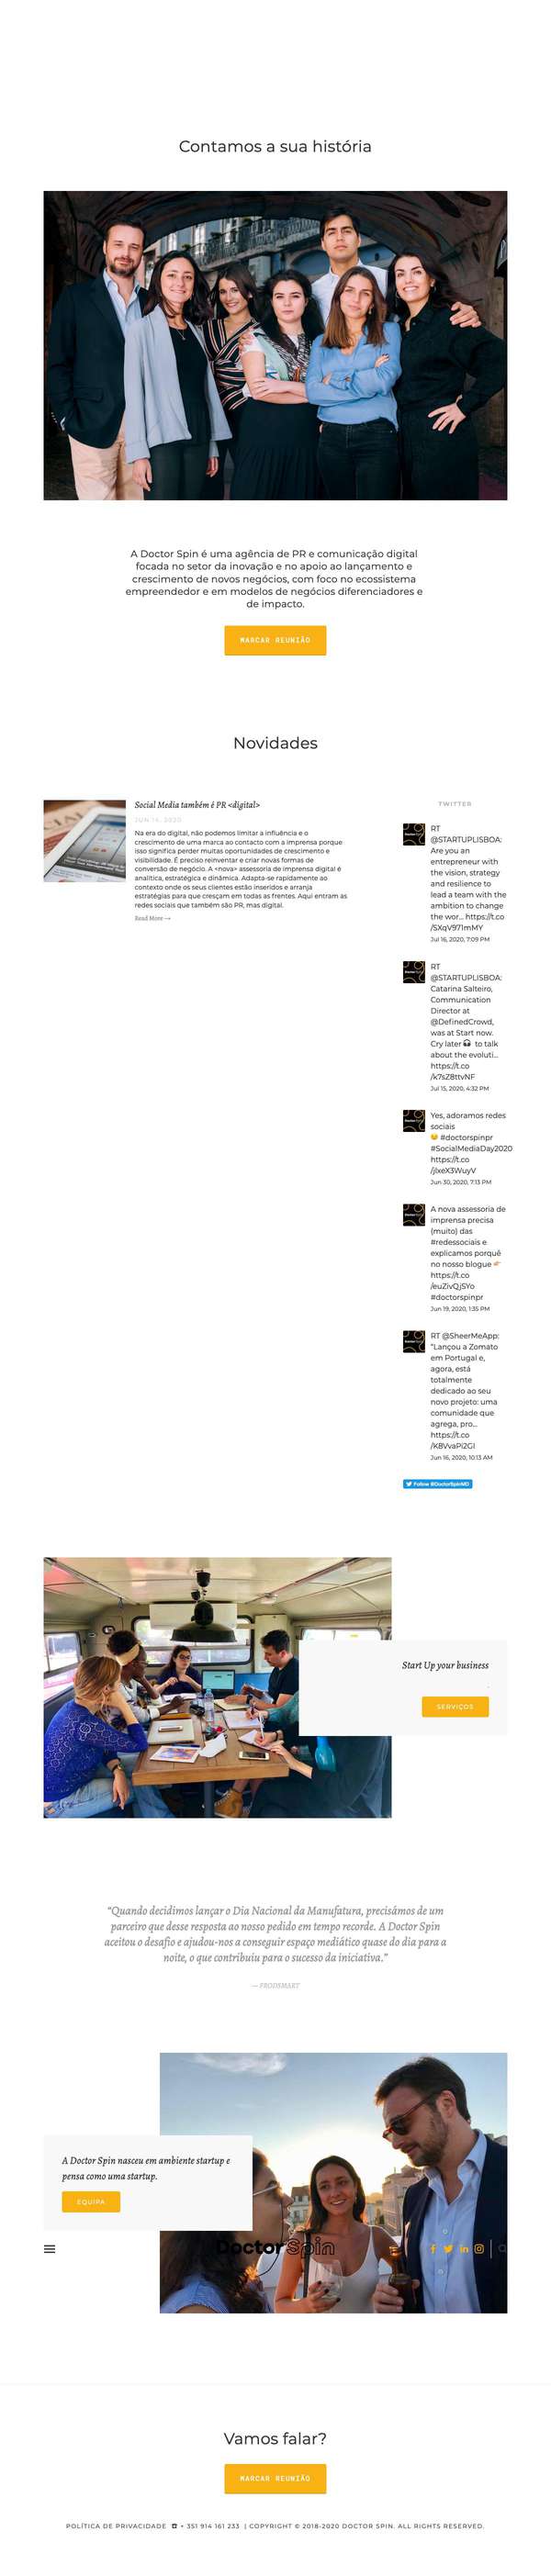 Contamos a sua história
A Doctor Spin é uma agência de PR e comunicação digital
focada no setor da inovação e no apoio ao lançamento e
crescimento de novos negócios, com foco no ecossistema
empreendedor e em modelos de negócios diferenciadores e
de impacto.
MARCAR REUNIÃO
Novidades
Social Media também é PR <digital>
JUN 16, 2020
Na era do digital, não podemos limitar a influência e o
crescimento de uma marca ao contacto com a imprensa porque
isso significa perder muitas oportunidades de crescimento e
visibilidade. É preciso reinventar e criar novas formas de
conversão de negócio. A <nova> assessoria de imprensa digital é
analítica, estratégica e dinâmica. Adapta-se rapidamente ao
contexto onde os seus clientes estão inseridos e arranja
estratégias para que cresçam em todas as frentes. Aqui entram as
redes sociais que também são PR, mas digital.
Read More →
TWITTER
RT
@STARTUPLISBOA:
Are you an
entrepreneur with
the vision, strategy
and resilience to
lead a team with the
ambition to change
the wor... https://t.co
/SXqV971mMY
Jul 16, 2020, 7:09 PM
RT
@STARTUPLISBOA:
Catarina Salteiro,
Communication
Director at
@DefinedCrowd,
was at Start now.
Cry later 🎧 to talk
about the evoluti...
https://t.co
/k7sZ8ttvNF
Jul 15, 2020, 4:32 PM
Yes, adoramos redes
sociais
#doctorspinpr
#SocialMediaDay2020
https://t.co
/jlxeX3WuyV
Jun 30, 2020, 7:13 PM
A nova assessoria de
imprensa precisa
(muito) das
#redessociais e
explicamos porquê
no nosso blogue 👉
https://t.co
/euZivQjSYo
#doctorspinpr
Jun 19, 2020, 1:35 PM
RT @SheerMeApp:
"Lançou a Zomato
em Portugal e,
agora, está
totalmente
dedicado ao seu
novo projeto: uma
comunidade que
agrega, pro...
https://t.co
/KBVvaPl2GI
Jun 16, 2020, 10:13 AM
Follow @DoctorSpinMD
Start Up your business
SERVIÇOS
"Quando decidimos lançar o Dia Nacional da Manufatura, precisámos de um
parceiro que desse resposta ao nosso pedido em tempo recorde. A Doctor Spin
aceitou o desafio e ajudou-nos a conseguir espaço mediático quase do dia para a
noite, o que contribuiu para o sucesso da iniciativa."
— PRODSMART
A Doctor Spin nasceu em ambiente startup e
pensa como uma startup.
EQUIPA
Doctor Spin
Vamos falar?
MARCAR REUNIÃO
POLÍTICA DE PRIVACIDADE ☎ + 351 914 161 233 | COPYRIGHT © 2018-2020 DOCTOR SPIN. ALL RIGHTS RESERVED.